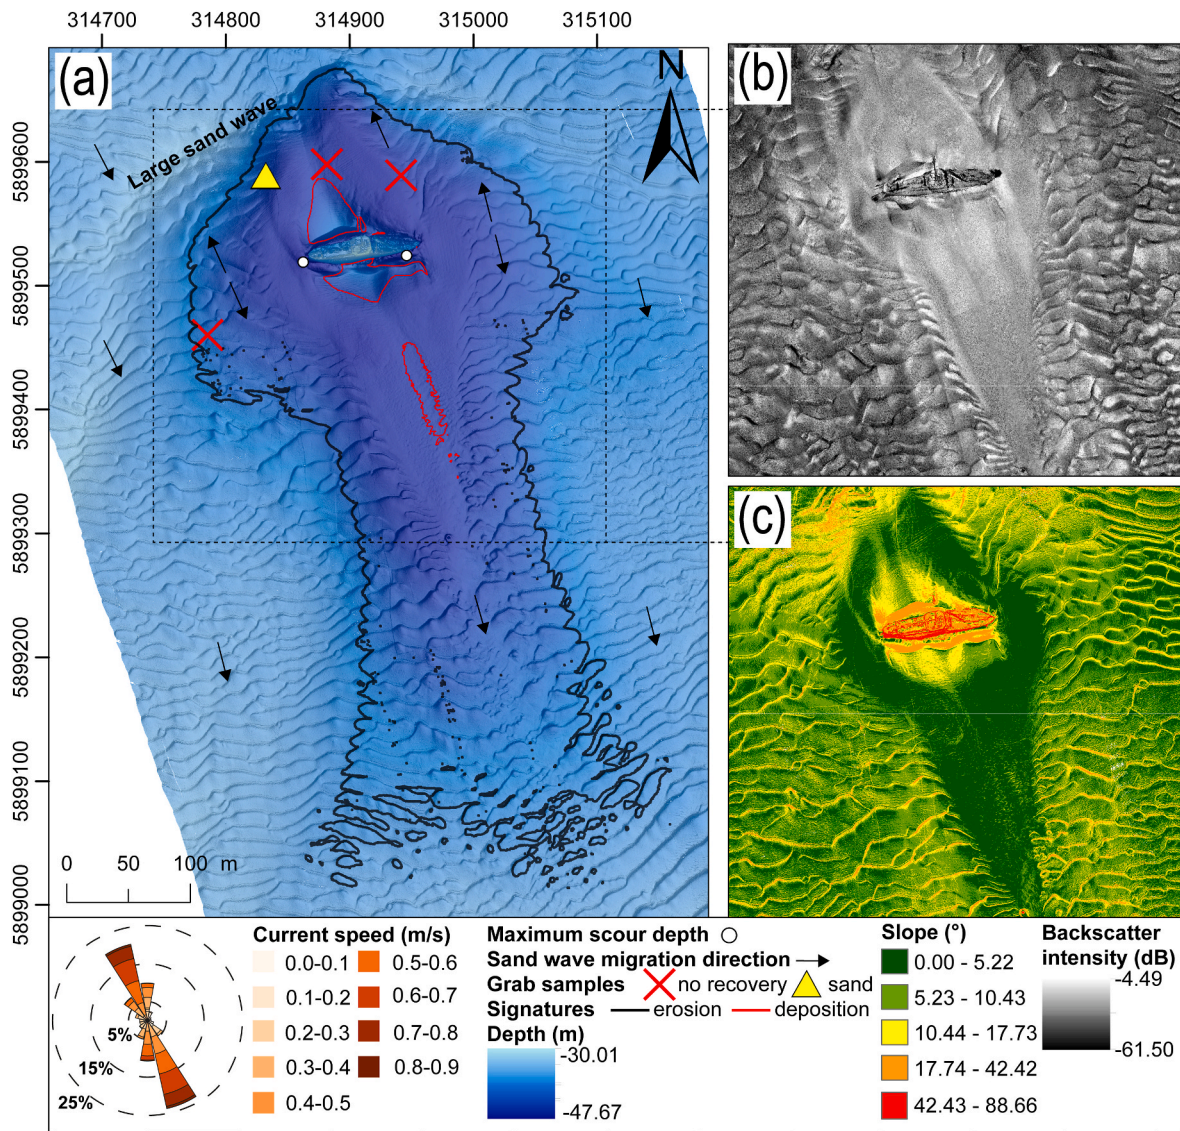 314700 314800 314900 315000 315100
(a)
N
Large sand wave
5899600
5899500
5899400
5899300
5899200
5899100
5899000
0 50 100 m
(b)
(c)
5%
15%
25%
Current speed (m/s)
0.0-0.1 0.5-0.6
0.1-0.2 0.6-0.7
0.2-0.3 0.7-0.8
0.3-0.4 0.8-0.9
0.4-0.5
Maximum scour depth
Sand wave migration direction
Grab samples no recovery sand
Signatures erosion deposition
Depth (m)
-30.01
-47.67
Slope (°)
0.00 - 5.22
5.23 - 10.43
10.44 - 17.73
17.74 - 42.42
42.43 - 88.66
Backscatter
intensity (dB)
-4.49
-61.50